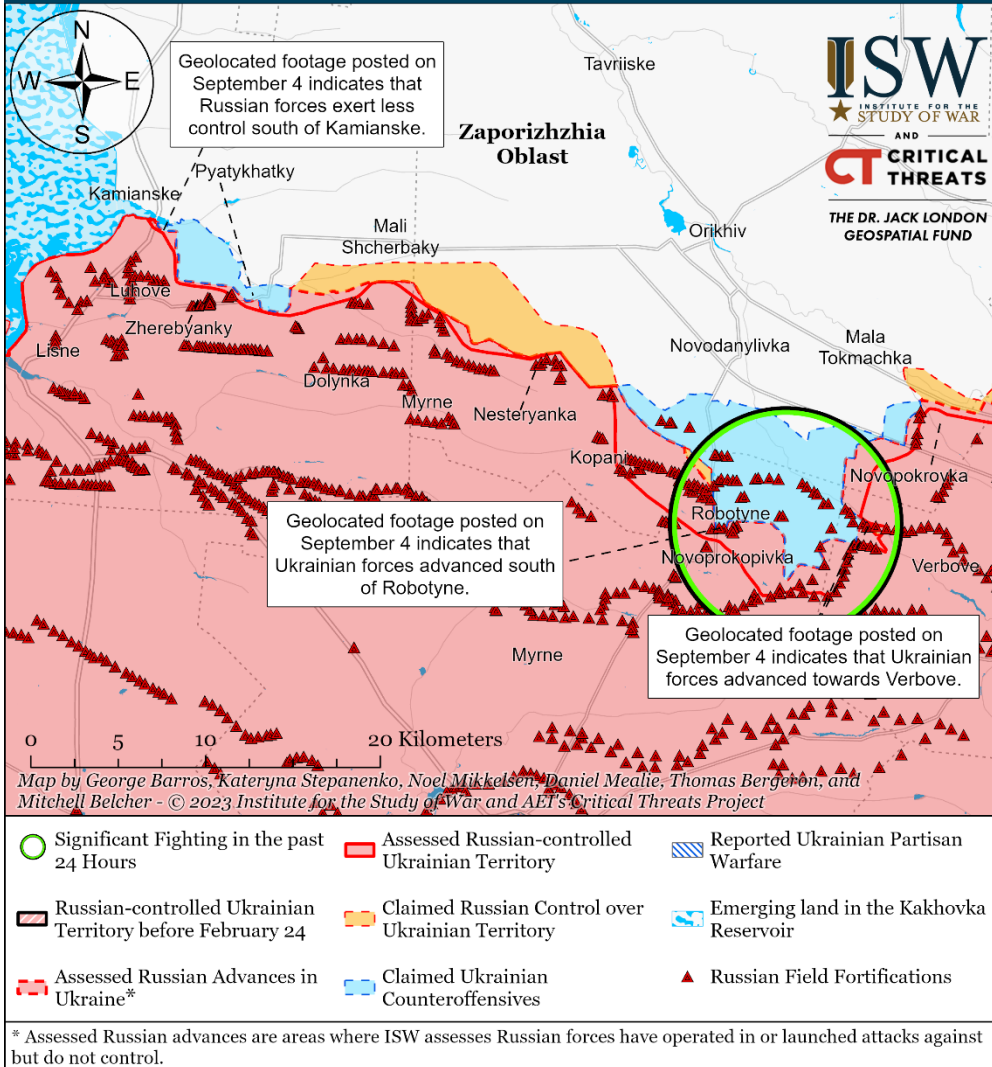 N
W
E
S
Geolocated footage posted on
September 4 indicates that
Russian forces exert less
control south of Kamianske.
Tavriiske
ISW
INSTITUTE FOR THE
STUDY OF WAR
AND
CT CRITICAL
THREATS
THE DR. JACK LONDON
GEOSPATIAL FUND
Zaporizhzhia
Oblast
Pyatykhatky
Kamianske
Mali
Shcherbaky
Orikhiv
Luhove
Zherebyanky
Lisne
Dolynka
Myrne
Nesteryanka
Novodanylivka
Mala
Tokmachka
Kopani
Novopokrovka
Robotyne
Geolocated footage posted on
September 4 indicates that
Ukrainian forces advanced south
of Robotyne.
Novoprokopivka
Verbove
Geolocated footage posted on
September 4 indicates that Ukrainian
forces advanced towards Verbove.
Myrne
0 5 10 20 Kilometers
Map by George Barros, Kateryna Stepanenko, Noel Mikkelsen, Daniel Mealie, Thomas Bergeron, and
Mitchell Belcher - © 2023 Institute for the Study of War and AEI's Critical Threats Project
Significant Fighting in the past
24 Hours
Assessed Russian-controlled
Ukrainian Territory
Reported Ukrainian Partisan
Warfare
Russian-controlled Ukrainian
Territory before February 24
Claimed Russian Control over
Ukrainian Territory
Emerging land in the Kakhovka
Reservoir
Assessed Russian Advances in
Ukraine*
Claimed Ukrainian
Counteroffensives
Russian Field Fortifications
* Assessed Russian advances are areas where ISW assesses Russian forces have operated in or launched attacks against
but do not control.